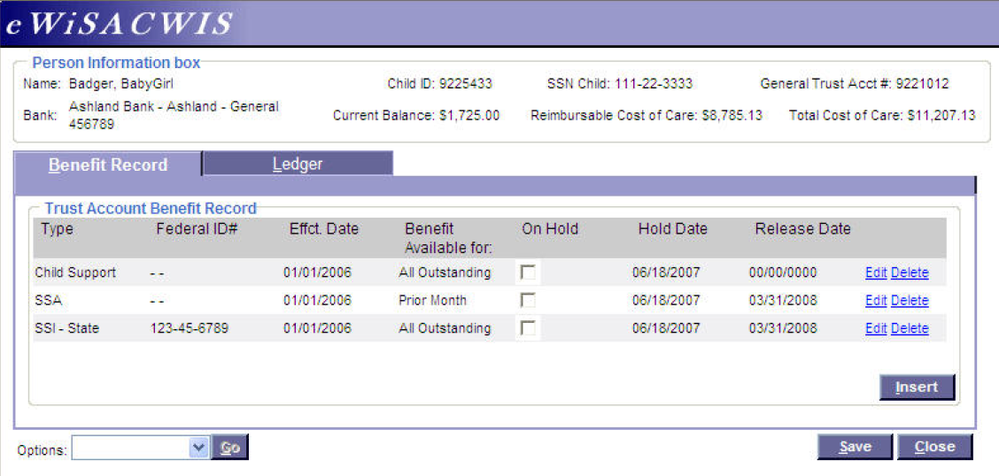 eWiSACWIS
Person Information box
Name: Badger, BabyGirl Child ID: 9225433 SSN Child: 111-22-3333 General Trust Acct #: 9221012
Bank: Ashland Bank - Ashland - General 456789 Current Balance: $1,725.00 Reimbursable Cost of Care: $8,785.13 Total Cost of Care: $11,207.13
Benefit Record Ledger
Trust Account Benefit Record
Type Federal ID# Effct. Date Benefit Available for: On Hold Hold Date Release Date
Child Support - - 01/01/2006 All Outstanding 06/18/2007 00/00/0000 Edit Delete
SSA - - 01/01/2006 Prior Month 06/18/2007 03/31/2008 Edit Delete
SSI - State 123-45-6789 01/01/2006 All Outstanding 06/18/2007 03/31/2008 Edit Delete
Insert
Options: Go Save Close